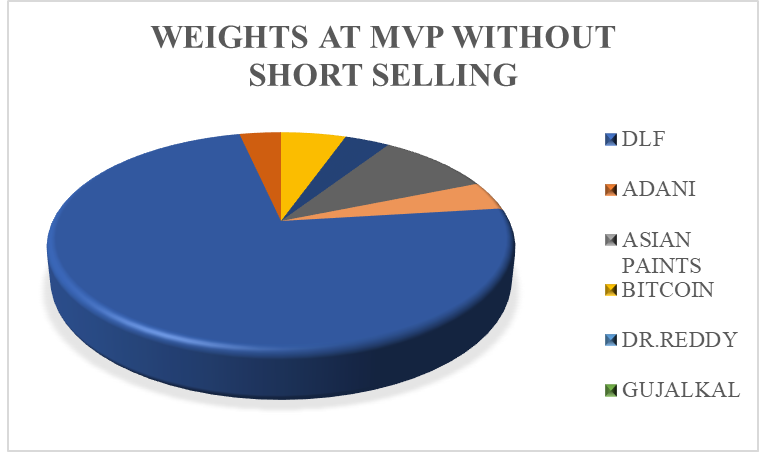 WEIGHTS AT MVP WITHOUT
SHORT SELLING
DLF
ADANI
ASIAN
PAINTS
BITCOIN
DR.REDDY
GUJALKAL